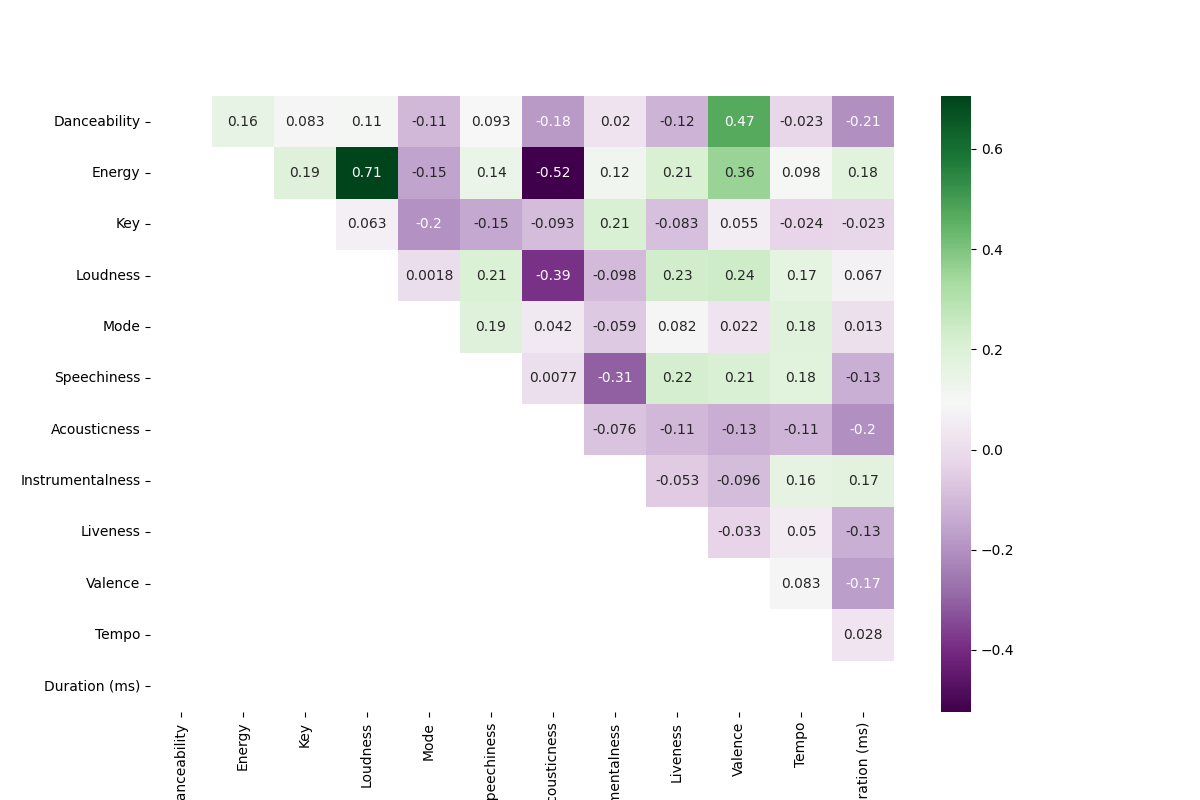 Danceability – 0.16 0.083 0.11 -0.11 0.093 -0.18 0.02 -0.12 0.47 -0.023 -0.21
Energy – 0.19 0.71 -0.15 0.14 -0.52 0.12 0.21 0.36 0.098 0.18
Key – 0.063 -0.2 -0.15 -0.093 0.21 -0.083 0.055 -0.024 -0.023
Loudness – 0.0018 0.21 -0.39 -0.098 0.23 0.24 0.17 0.067
Mode – 0.19 0.042 -0.059 0.082 0.022 0.18 0.013
Speechiness – 0.0077 -0.31 0.22 0.21 0.18 -0.13
Acousticness – -0.076 -0.11 -0.13 -0.11 -0.2
Instrumentalness – -0.053 -0.096 0.16 0.17
Liveness – -0.033 0.05 -0.13
Valence – 0.083 -0.17
Tempo – 0.028
Duration (ms) –
anceability –
Energy –
Key –
Loudness –
Mode –
peechiness –
cousticness –
mentalness –
Liveness –
Valence –
Tempo –
ration (ms) –
0.6
0.4
0.2
0.0
−0.2
−0.4